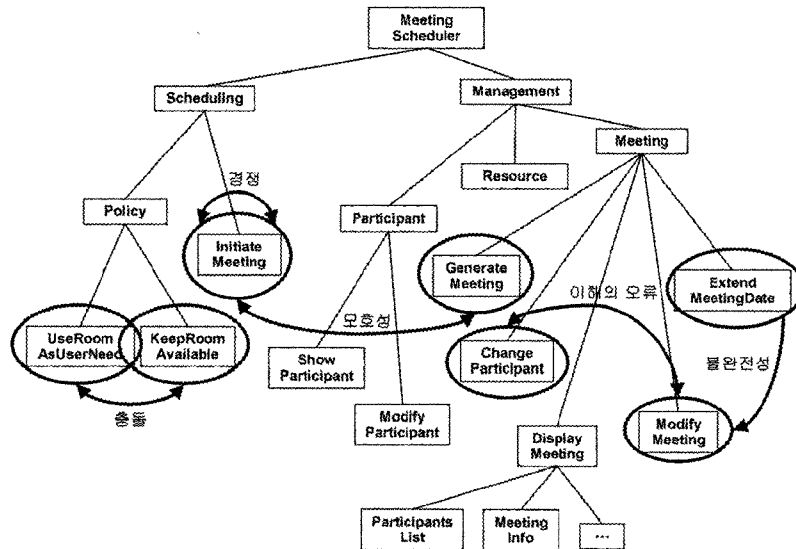 Meeting
Scheduler
Scheduling
Management
Meeting
Resource
경쟁
Policy
Participant
Initiate
Meeting
Generate
Meeting
Extend
MeetingDate
이해의 오류
모호성
UseRoom
AsUserNeed
KeepRoom
Available
Show
Participant
Change
Participant
불완전성
충돌
Modify
Participant
Display
Meeting
Modify
Meeting
Participants
List
Meeting
Info
...